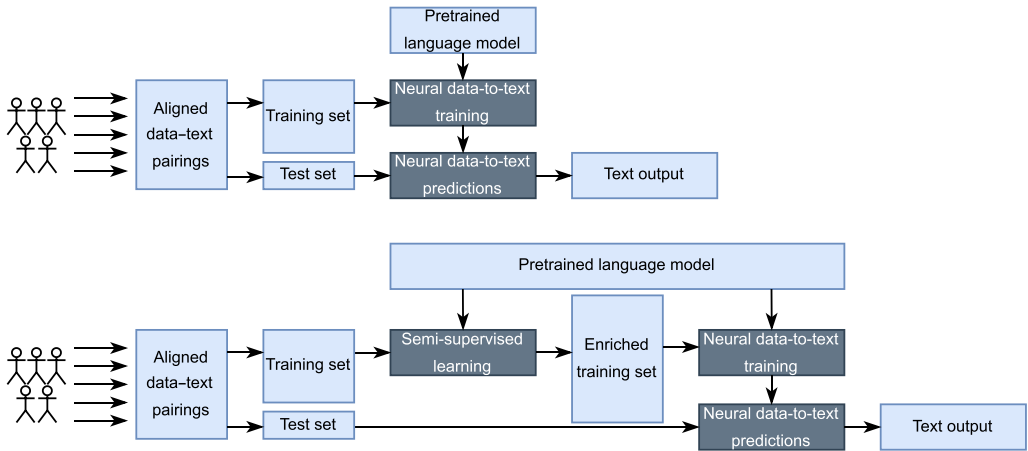 Pretrained
language model
Aligned
data–text
pairings
Training set
Neural data-to-text
training
Test set
Neural data-to-text
predictions
Text output
Pretrained language model
Aligned
data–text
pairings
Training set
Semi-supervised
learning
Enriched
training set
Neural data-to-text
training
Test set
Neural data-to-text
predictions
Text output